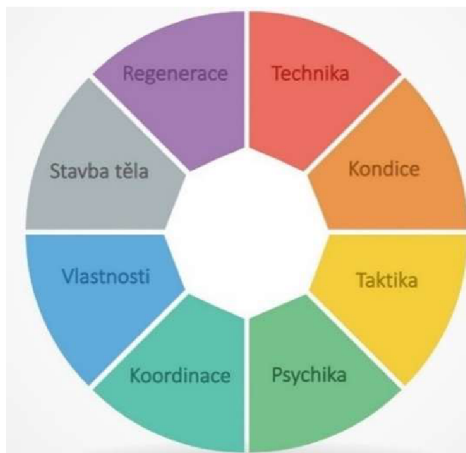 Regenerace
Technika
Stavba těla
Kondice
Vlastnosti
Taktika
Koordinace
Psychika